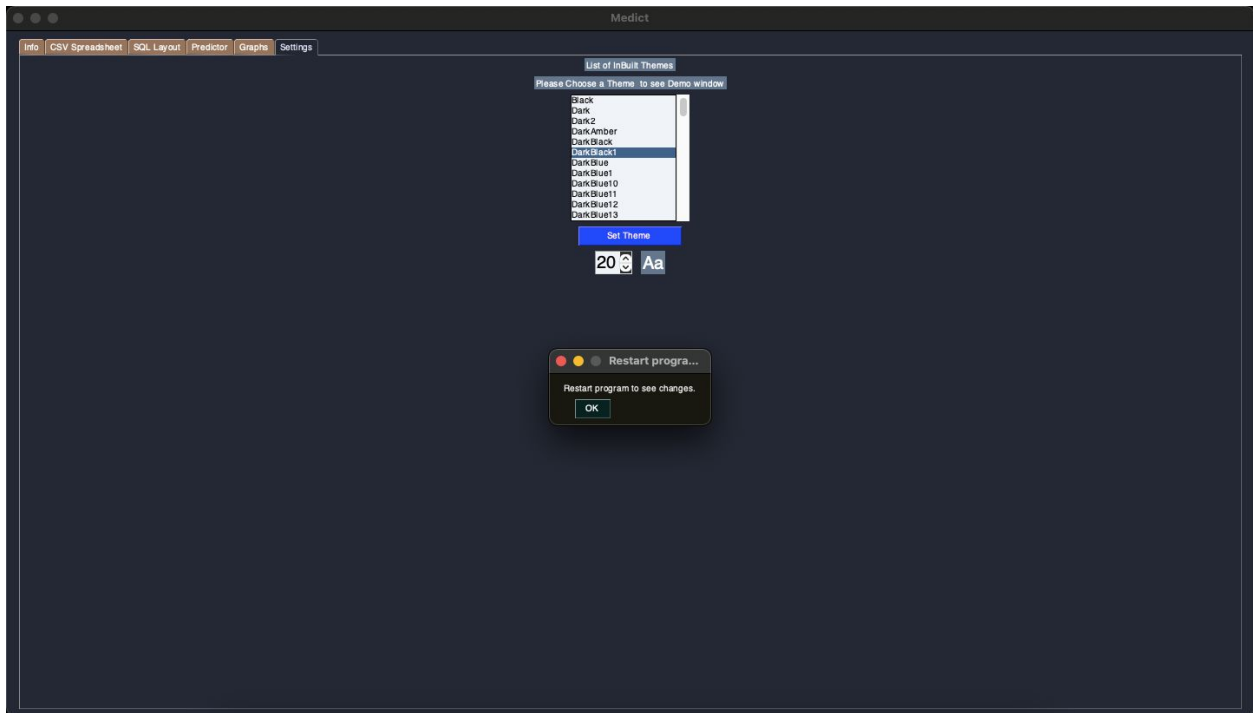 Medict
Info CSV Spreadsheet SQL Layout Predictor Graphs Settings
List of InBuilt Themes
Please Choose a Theme to see Demo window
Black
Dark
Dark2
DarkAmber
DarkBlack
DarkBlack1
DarkBlue
DarkBlue1
DarkBlue10
DarkBlue11
DarkBlue12
DarkBlue13
Set Theme
20 Aa
Restart progra...
Restart program to see changes.
OK